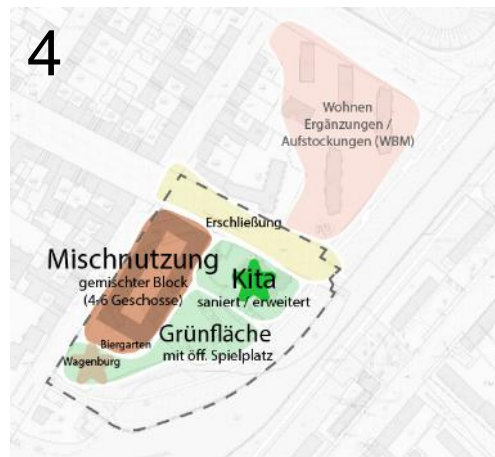 4
Wohnen
Ergänzungen /
Aufstockungen (WBM)
Erschließung
Mischnutzung
gemischter Block
(4-6 Geschosse)
Kita
saniert / erweitert
Grünfläche
mit öff. Spielplatz
Biergarten
Wagenburg